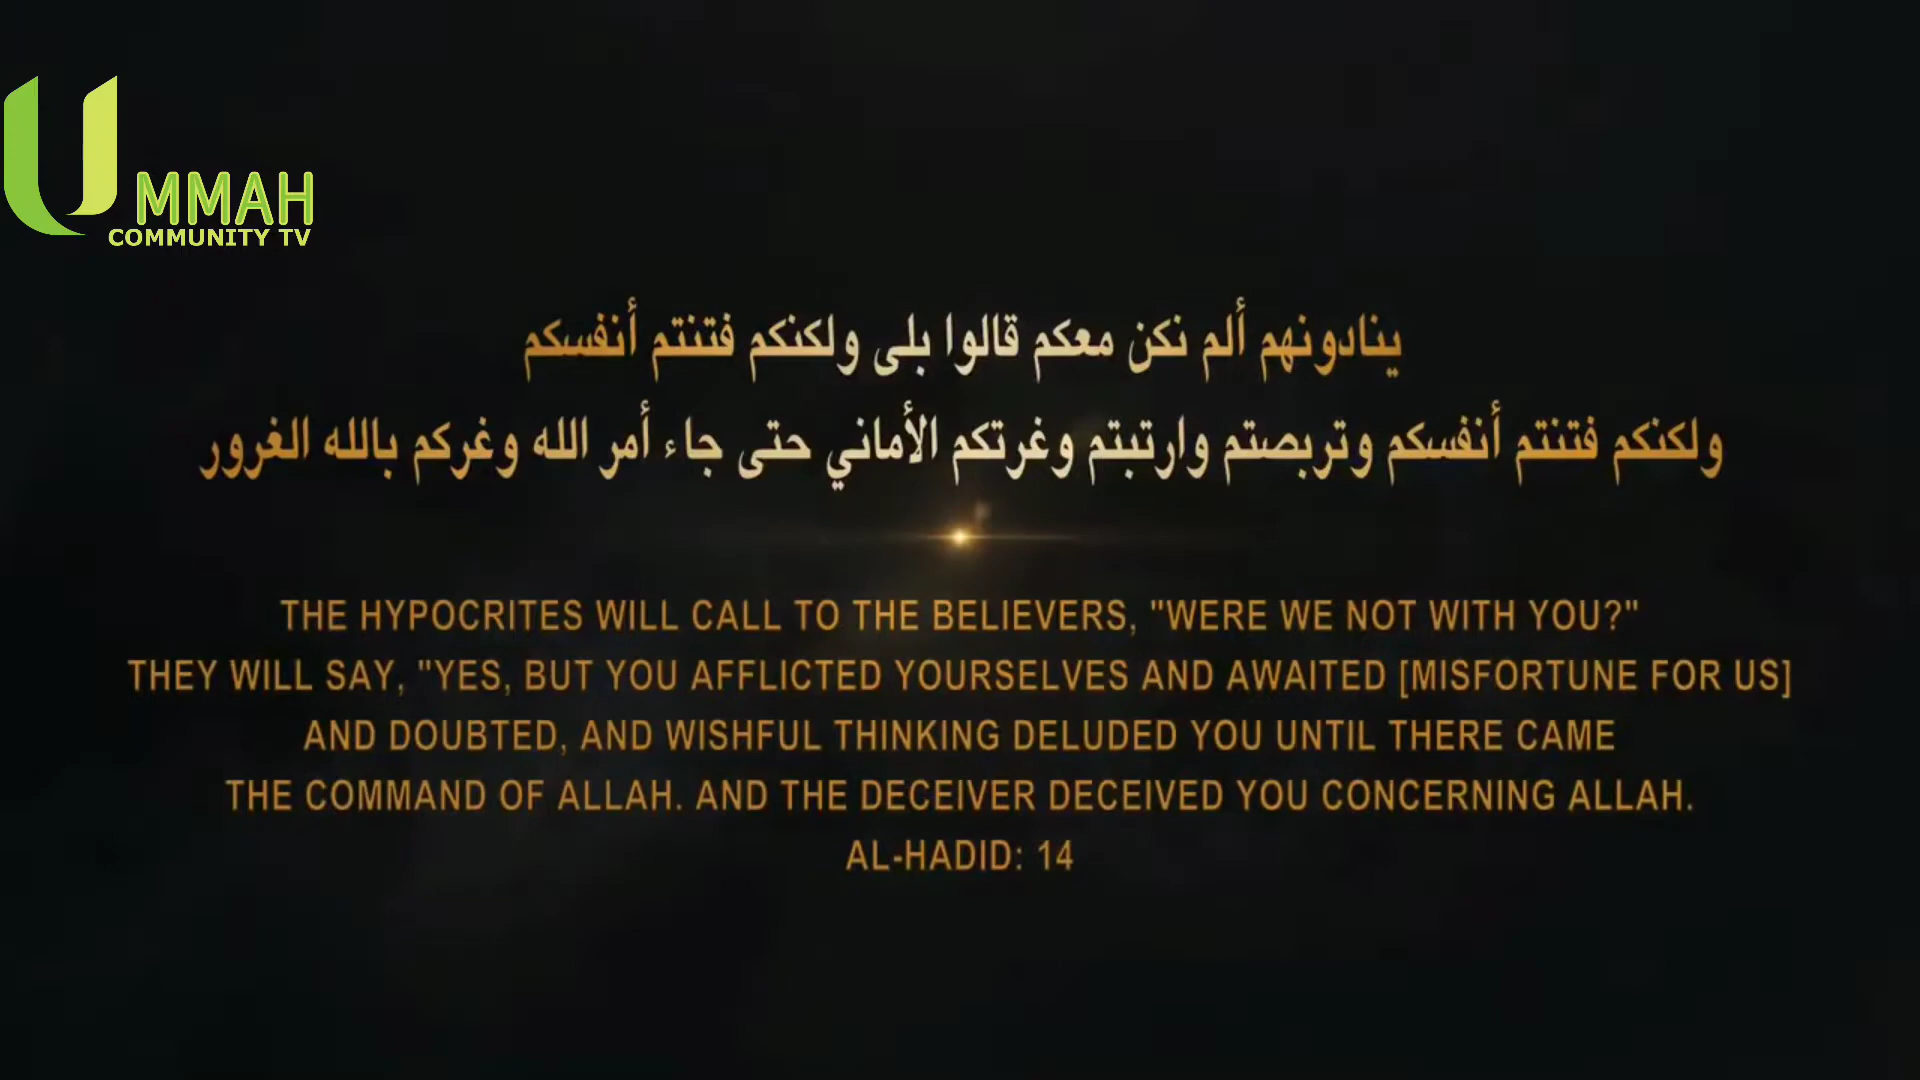 UMMAH
COMMUNITY TV
ينادونهم ألم نكن معكم قالوا بلى ولكنكم فتنتم أنفسكم
ولكنكم فتنتم أنفسكم وتربصتم وارتبتم وغرتكم الأماني حتى جاء أمر الله وغركم بالله الغرور
THE HYPOCRITES WILL CALL TO THE BELIEVERS, "WERE WE NOT WITH YOU?"
THEY WILL SAY, "YES, BUT YOU AFFLICTED YOURSELVES AND AWAITED [MISFORTUNE FOR US]
AND DOUBTED, AND WISHFUL THINKING DELUDED YOU UNTIL THERE CAME
THE COMMAND OF ALLAH. AND THE DECEIVER DECEIVED YOU CONCERNING ALLAH.
AL-HADID: 14